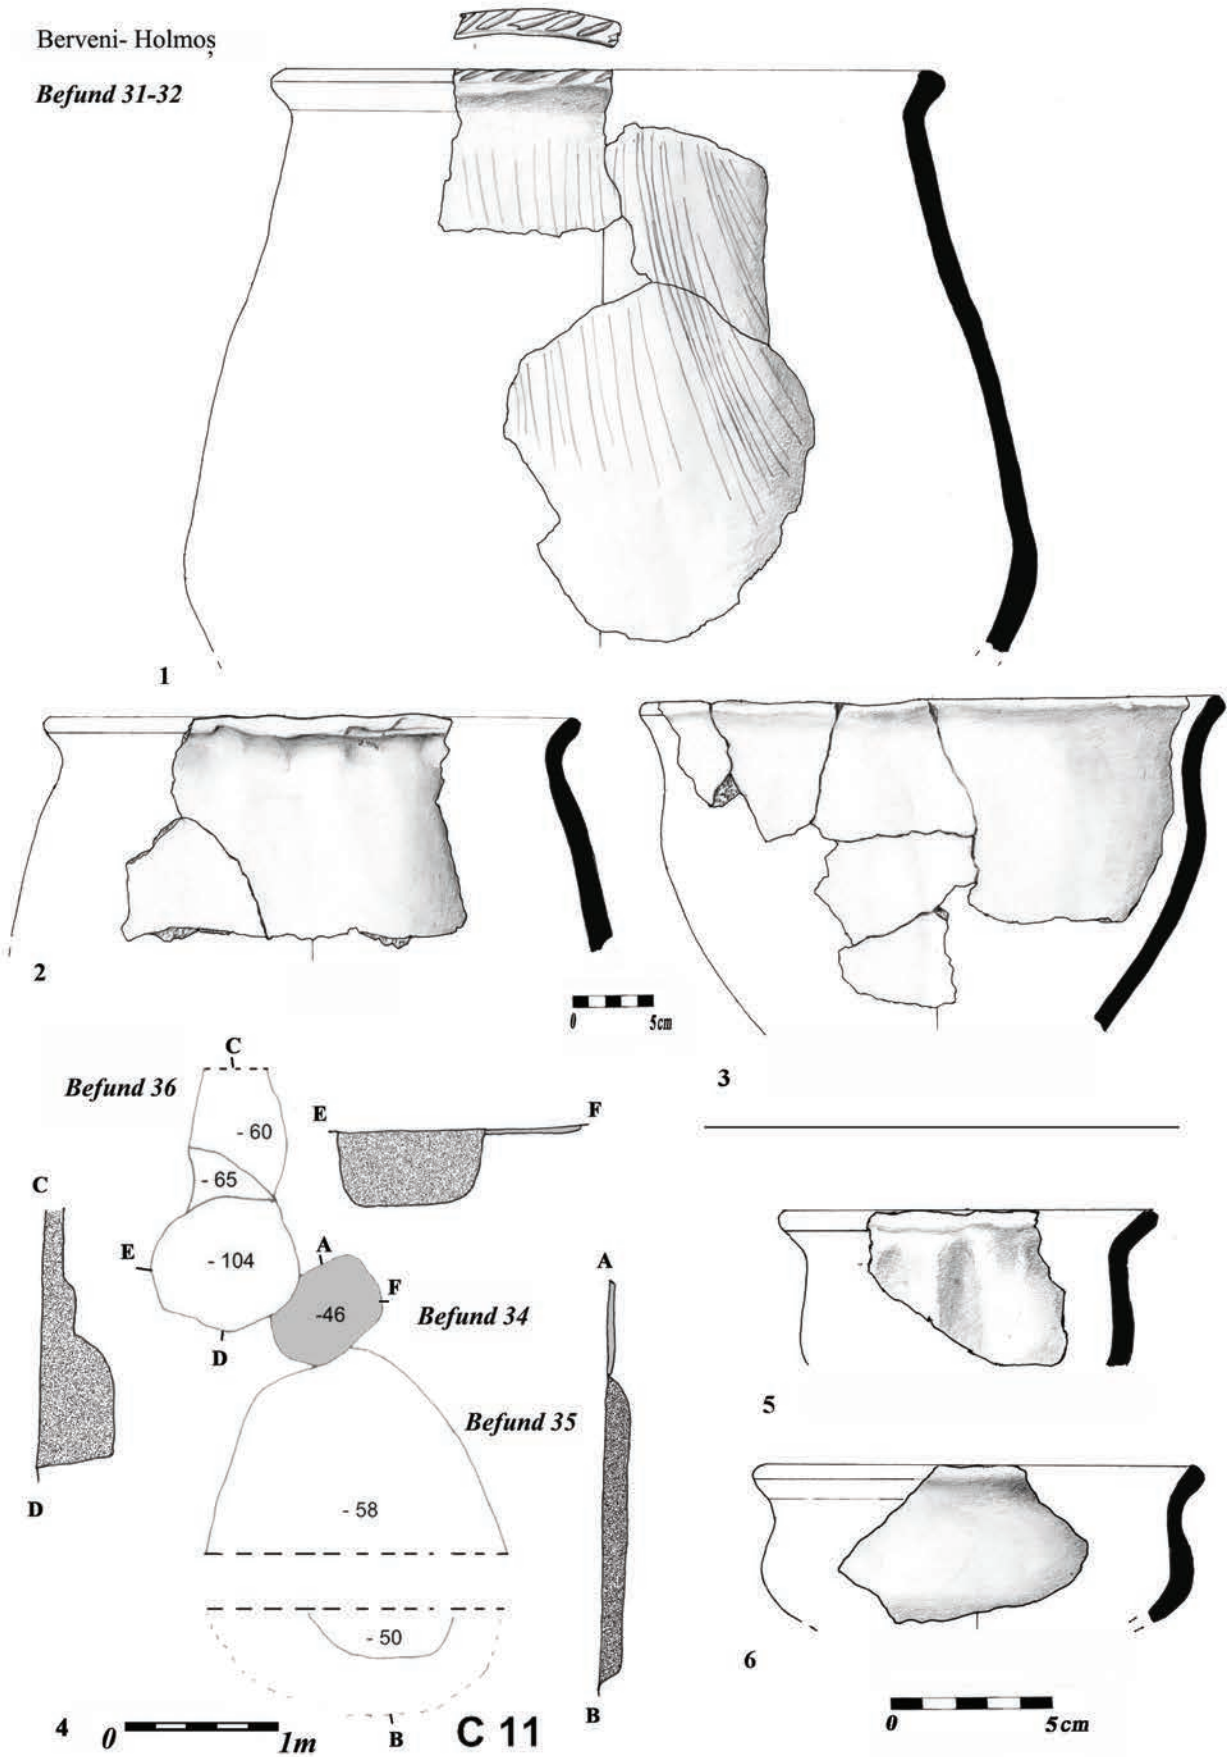 Berveni- Holmoș
Befund 31-32
1
2
0 5cm
3
C
Befund 36
- 60
- 65
E F
C
E
- 104
A
F
-46
Befund 34
D
A
Befund 35
5
- 58
D
- 50
6
B
4 0 1m
B
C 11
0 5cm